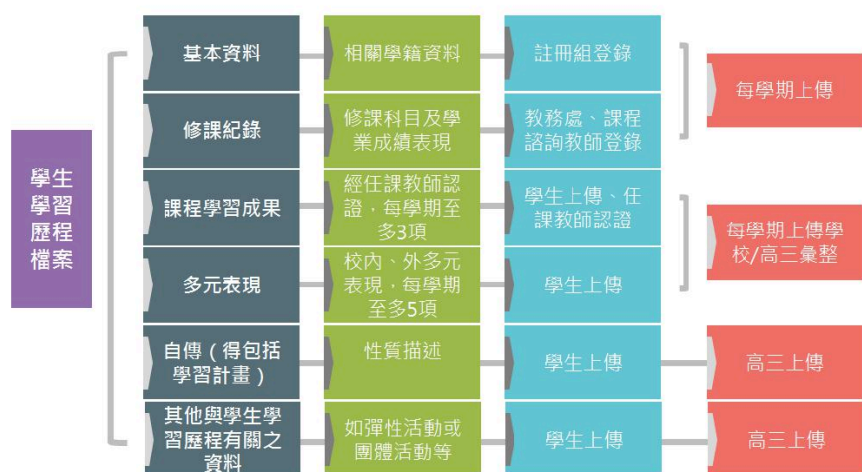 學生
學習
歷程
檔案
基本資料
相關學籍資料
註冊組登錄
每學期上傳
修課紀錄
修課科目及學
業成績表現
教務處、課程
諮詢教師登錄
課程學習成果
經任課教師認
證，每學期至
多3項
學生上傳、任
課教師認證
每學期上傳學
校/高三彙整
多元表現
校內、外多元
表現，每學期
至多5項
學生上傳
自傳（得包括
學習計畫）
性質描述
學生上傳
高三上傳
其他與學生學
習歷程有關之
資料
如彈性活動或
團體活動等
學生上傳
高三上傳